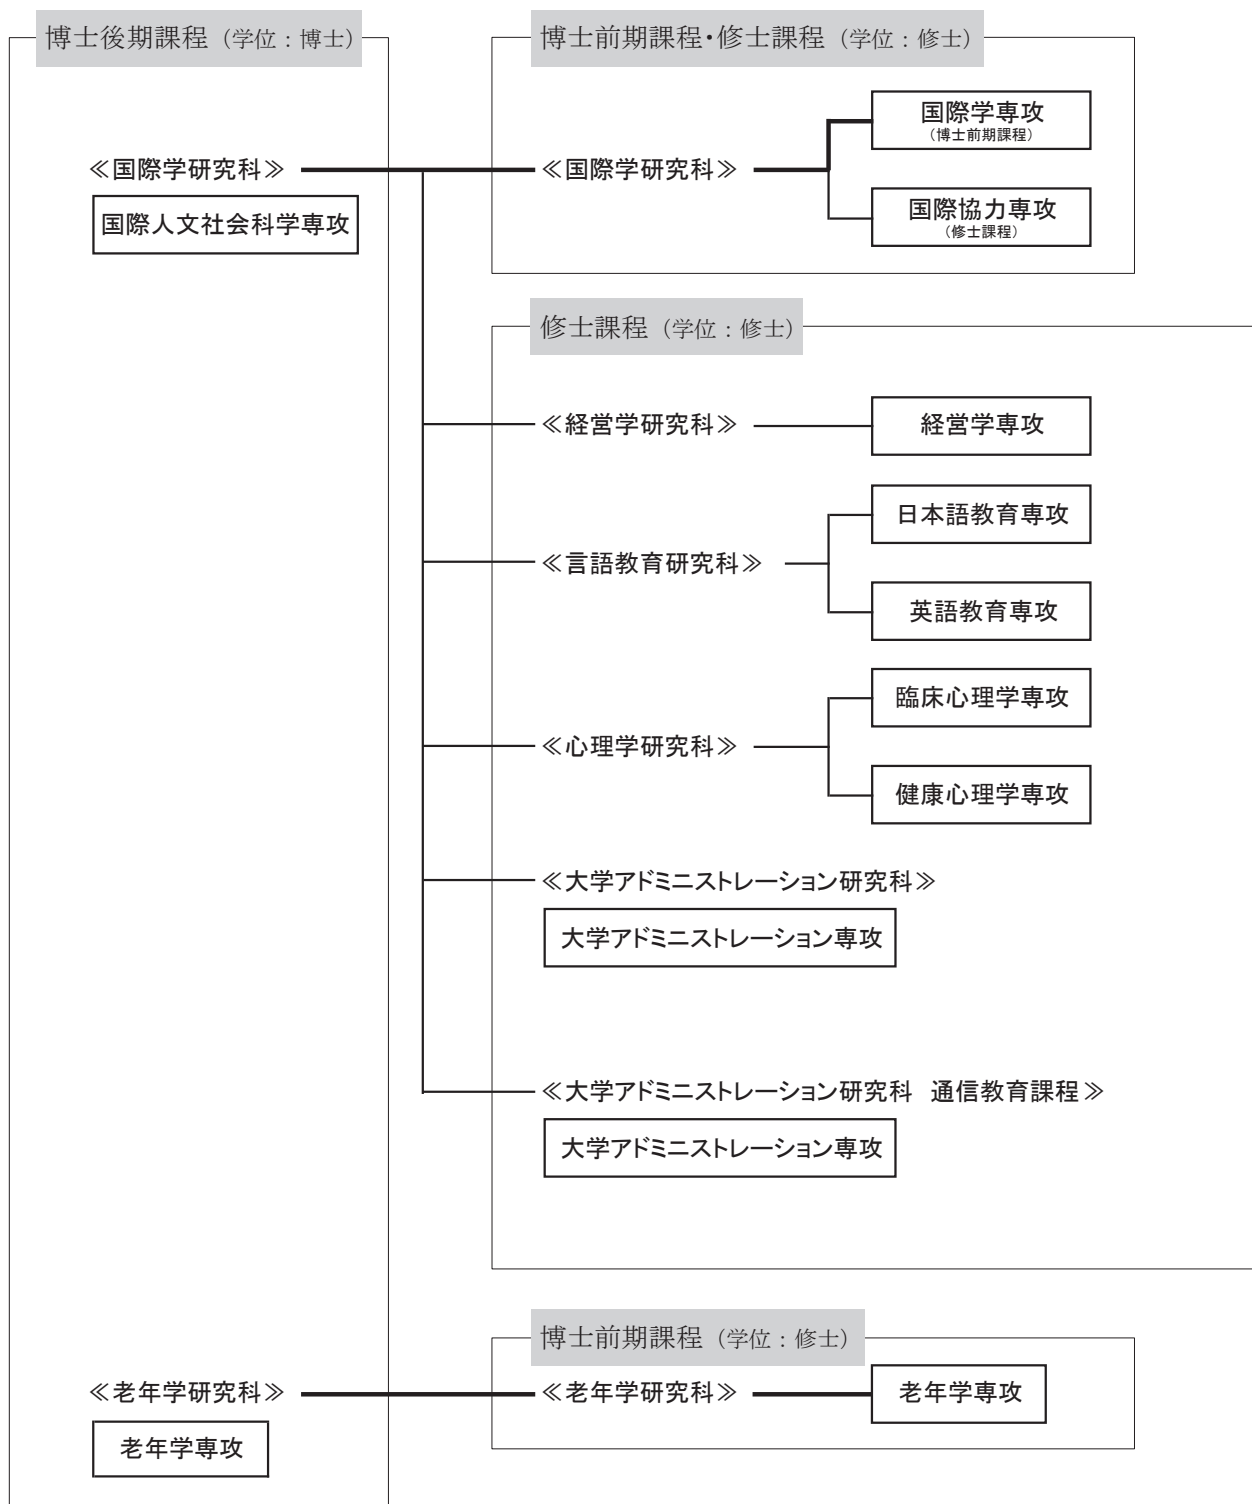 博士後期課程（学位：博士）
≪国際学研究科≫
国際人文社会科学専攻
博士前期課程･修士課程（学位：修士）
≪国際学研究科≫
国際学専攻
（博士前期課程）
国際協力専攻
（修士課程）
修士課程（学位：修士）
≪経営学研究科≫
経営学専攻
≪言語教育研究科≫
日本語教育専攻
英語教育専攻
≪心理学研究科≫
臨床心理学専攻
健康心理学専攻
≪大学アドミニストレーション研究科≫
大学アドミニストレーション専攻
≪大学アドミニストレーション研究科　通信教育課程≫
大学アドミニストレーション専攻
≪老年学研究科≫
老年学専攻
博士前期課程（学位：修士）
≪老年学研究科≫
老年学専攻